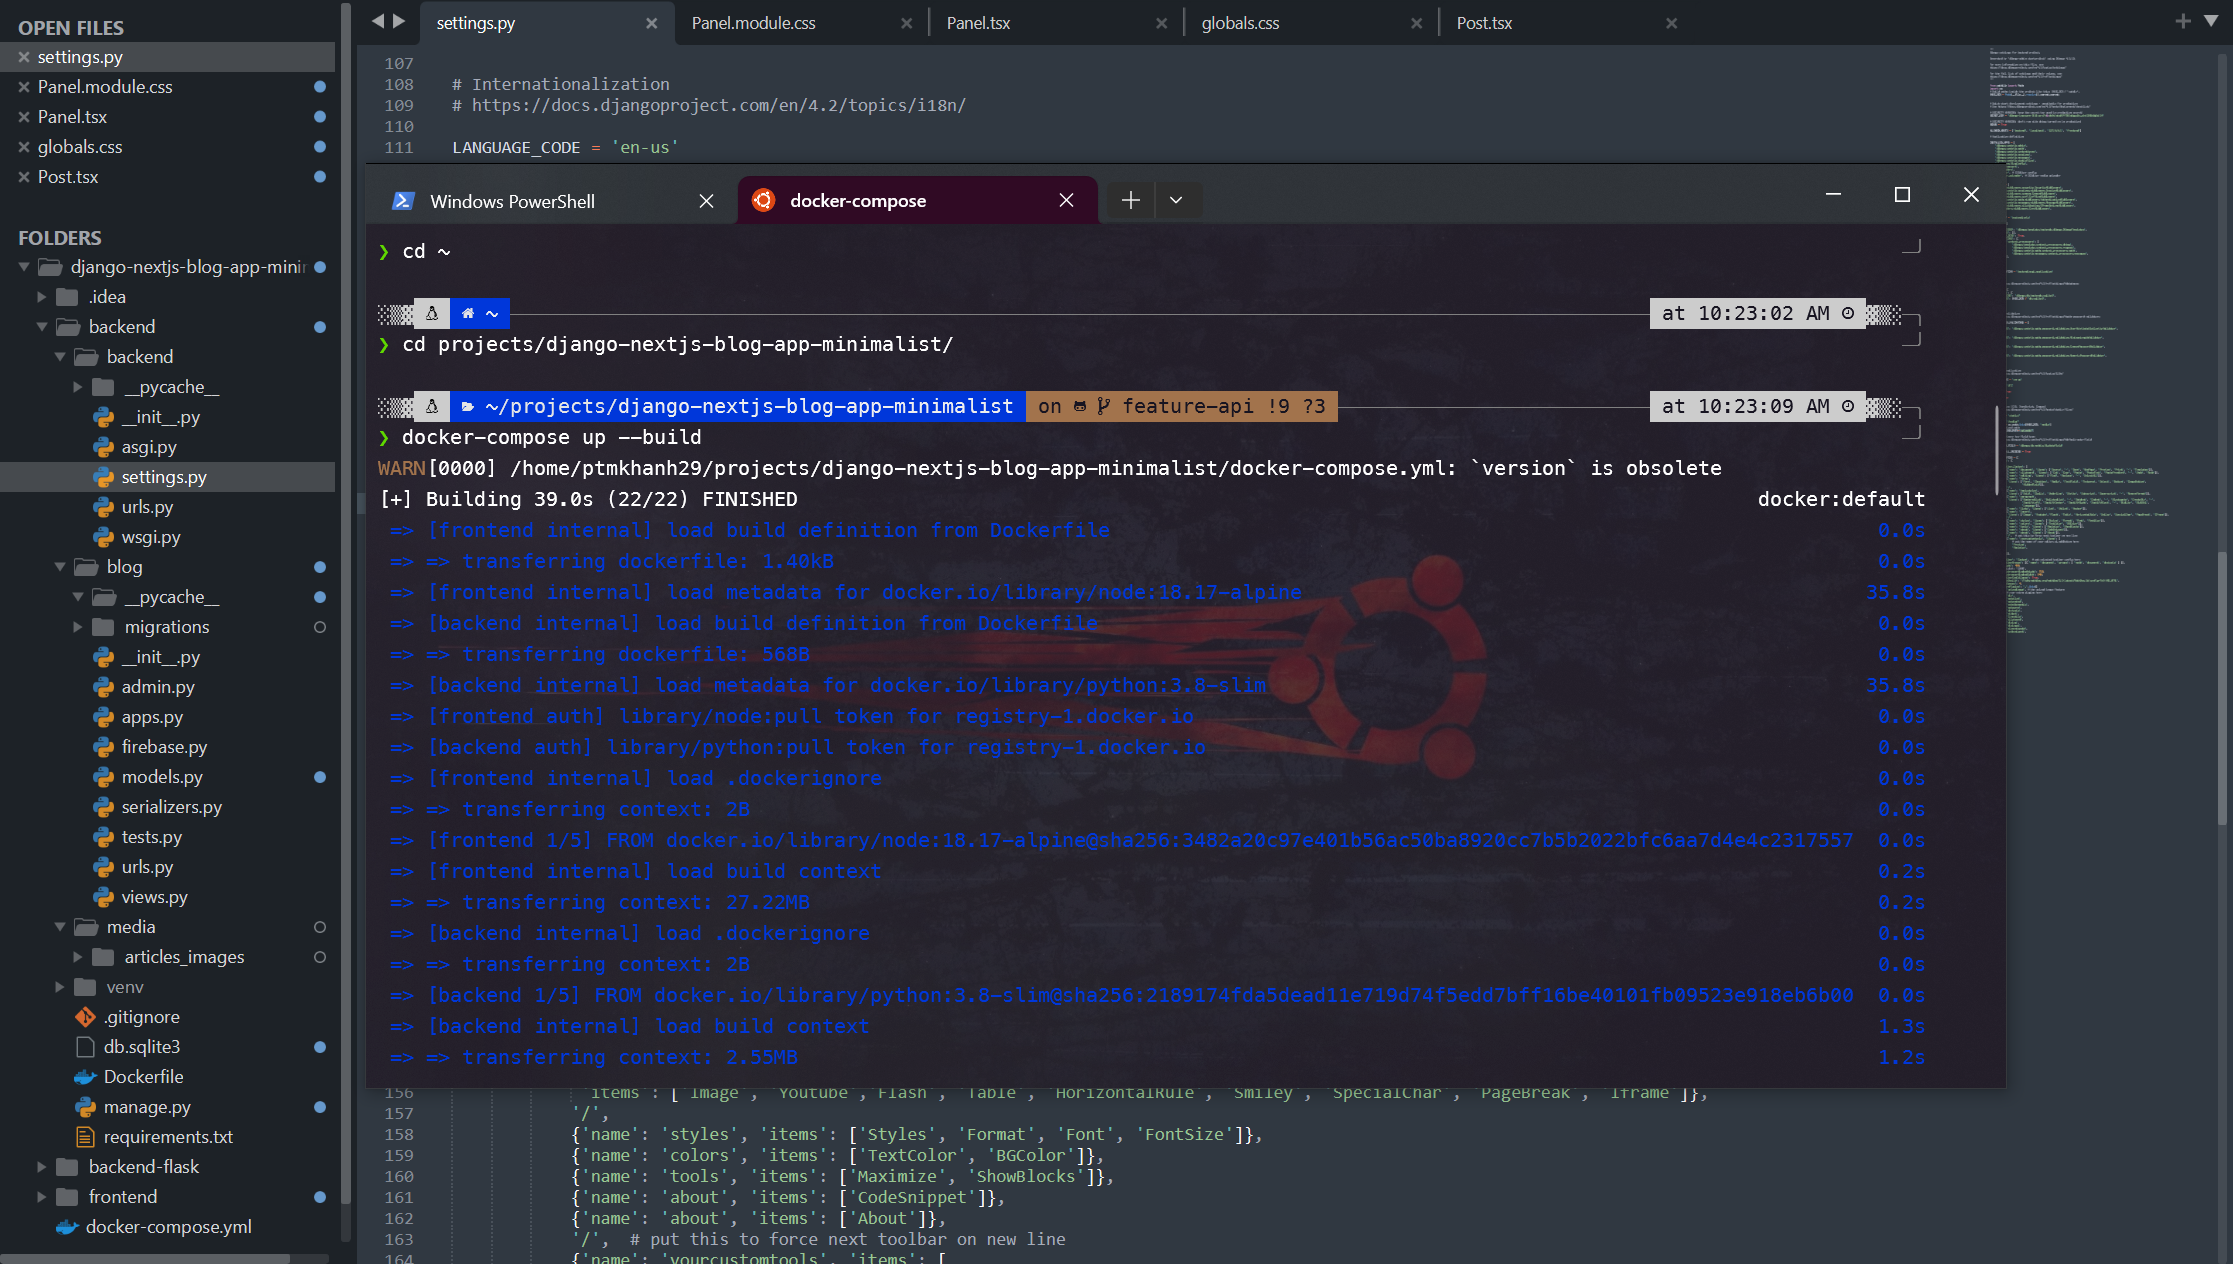 OPEN FILES
settings.py
Panel.module.css
Panel.tsx
globals.css
Post.tsx
FOLDERS
django-nextjs-blog-app-mini
.idea
backend
backend
__pycache__
__init__.py
asgi.py
settings.py
urls.py
wsgi.py
blog
__pycache__
migrations
__init__.py
admin.py
apps.py
firebase.py
models.py
serializers.py
tests.py
urls.py
views.py
media
articles_images
venv
.gitignore
db.sqlite3
Dockerfile
manage.py
requirements.txt
backend-flask
frontend
docker-compose.yml
settings.py Panel.module.css Panel.tsx globals.css Post.tsx
107
108 # Internationalization
109 # https://docs.djangoproject.com/en/4.2/topics/i18n/
110
111 LANGUAGE_CODE = 'en-us'
Windows PowerShell docker-compose
❯ cd ~
~ at 10:23:02 AM
❯ cd projects/django-nextjs-blog-app-minimalist/
~/projects/django-nextjs-blog-app-minimalist on feature-api !9 ?3 at 10:23:09 AM
❯ docker-compose up --build
WARN[0000] /home/ptmkhanh29/projects/django-nextjs-blog-app-minimalist/docker-compose.yml: `version` is obsolete
[+] Building 39.0s (22/22) FINISHED docker:default
=> [frontend internal] load build definition from Dockerfile 0.0s
=> => transferring dockerfile: 1.40kB 0.0s
=> [frontend internal] load metadata for docker.io/library/node:18.17-alpine 35.8s
=> [backend internal] load build definition from Dockerfile 0.0s
=> => transferring dockerfile: 568B 0.0s
=> [backend internal] load metadata for docker.io/library/python:3.8-slim 35.8s
=> [frontend auth] library/node:pull token for registry-1.docker.io 0.0s
=> [backend auth] library/python:pull token for registry-1.docker.io 0.0s
=> [frontend internal] load .dockerignore 0.0s
=> => transferring context: 2B 0.0s
=> [frontend 1/5] FROM docker.io/library/node:18.17-alpine@sha256:3482a20c97e401b56ac50ba8920cc7b5b2022bfc6aa7d4e4c2317557 0.0s
=> [frontend internal] load build context 0.2s
=> => transferring context: 27.22MB 0.2s
=> [backend internal] load .dockerignore 0.0s
=> => transferring context: 2B 0.0s
=> [backend 1/5] FROM docker.io/library/python:3.8-slim@sha256:2189174fda5dead11e719d74f5edd7bff16be40101fb09523e918eb6b00 0.0s
=> [backend internal] load build context 1.3s
=> => transferring context: 2.55MB 1.2s
156 'items': ['Image', 'Youtube','Flash', 'Table', 'HorizontalRule', 'Smiley', 'SpecialChar', 'PageBreak', 'Iframe']},
157 '/',
158 {'name': 'styles', 'items': ['Styles', 'Format', 'Font', 'FontSize']},
159 {'name': 'colors', 'items': ['TextColor', 'BGColor']},
160 {'name': 'tools', 'items': ['Maximize', 'ShowBlocks']},
161 {'name': 'about', 'items': ['CodeSnippet']},
162 {'name': 'about', 'items': ['About']},
163 '/', # put this to force next toolbar on new line
164 {'name': 'yourcustomtools', 'items': [